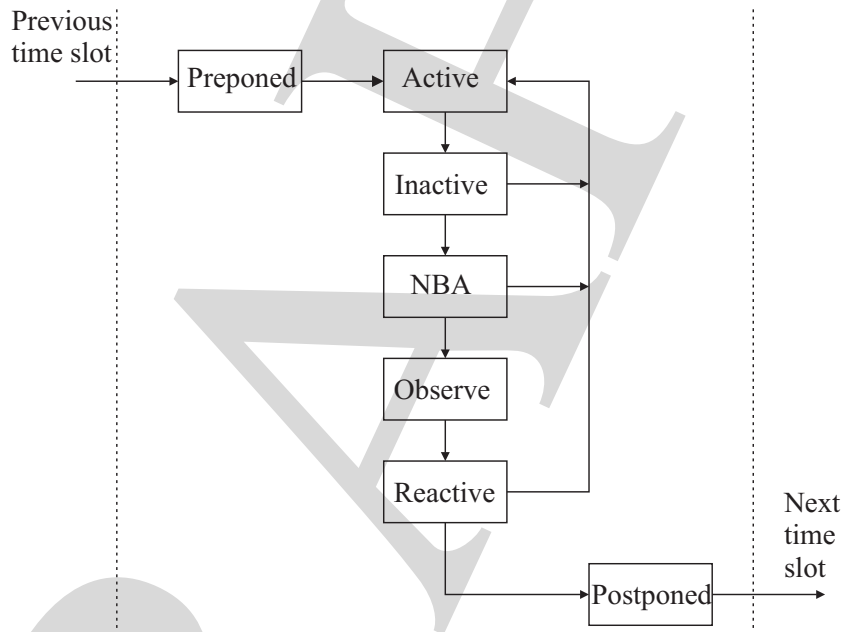 Previous
time slot
Preponed
Active
Inactive
NBA
Observe
Reactive
Next
time
slot
Postponed